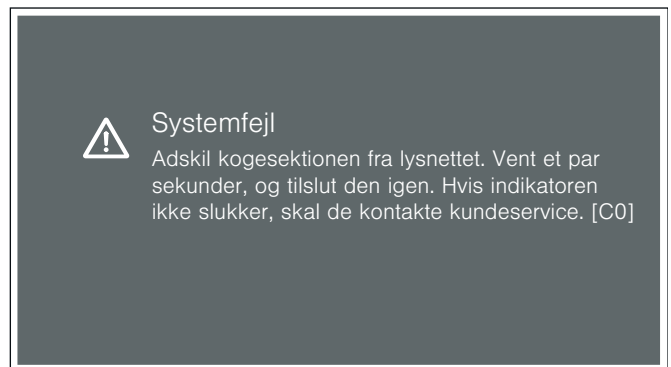 Systemfejl
Adskil kogesektionen fra lysnettet. Vent et par
sekunder, og tilslut den igen. Hvis indikatoren
ikke slukker, skal de kontakte kundeservice. [C0]